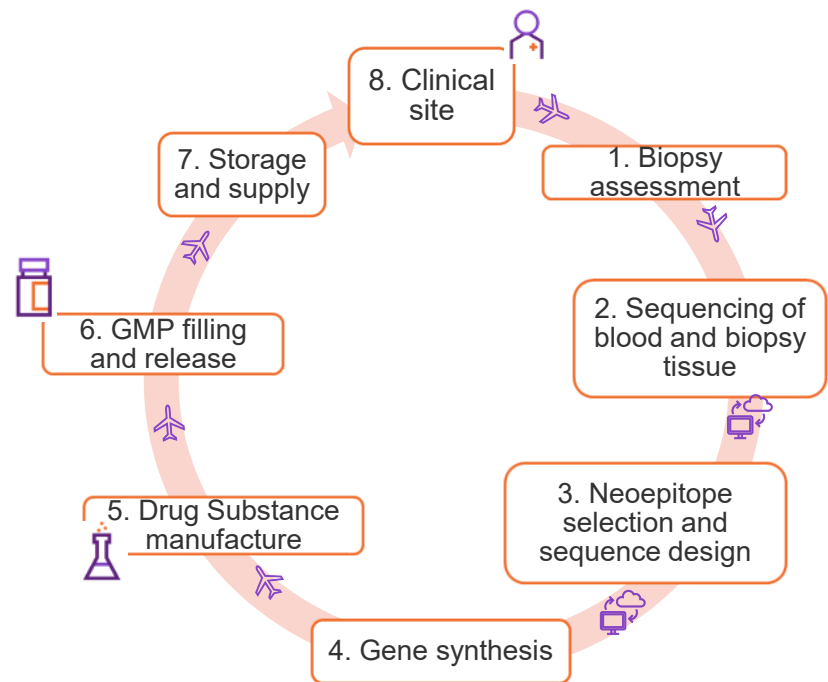 8. Clinical
site
1. Biopsy
assessment
2. Sequencing of
blood and biopsy
tissue
3. Neoepitope
selection and
sequence design
4. Gene synthesis
5. Drug Substance
manufacture
6. GMP filling
and release
7. Storage
and supply